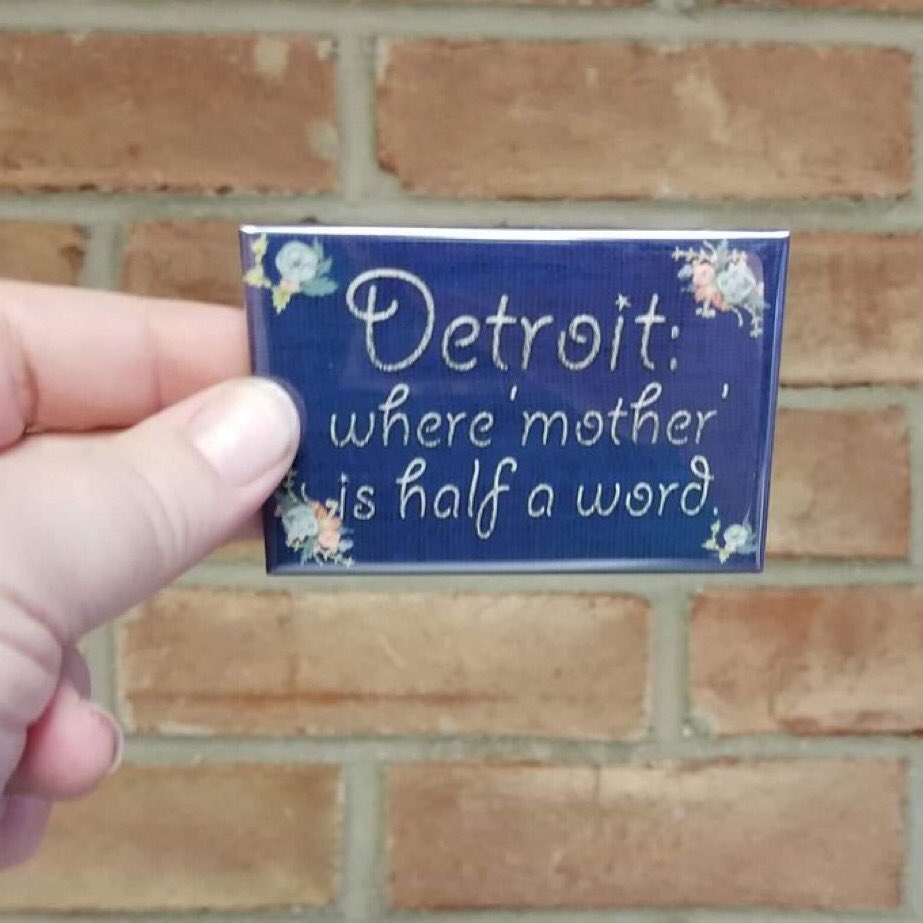 Detroit:
where 'mother'
is half a word.